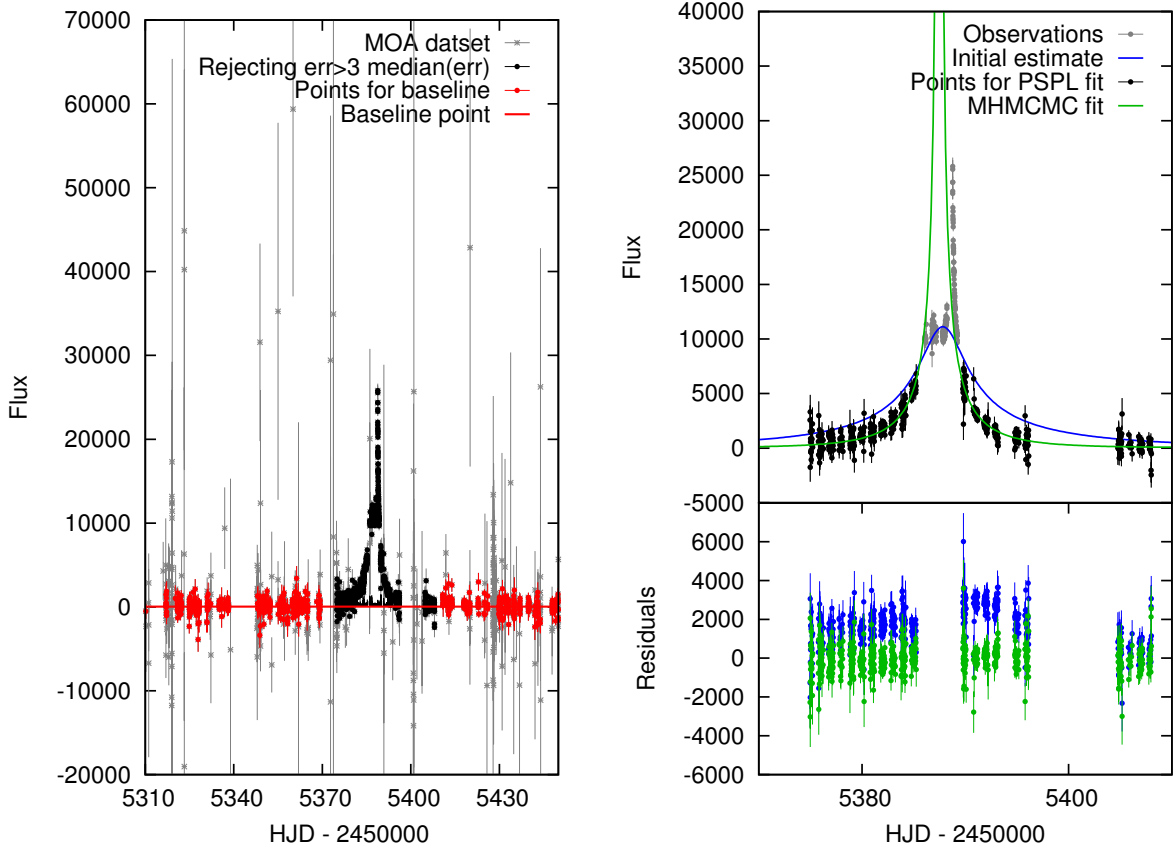 70000
60000
50000
40000
30000
20000
10000
0
-10000
-20000
Flux
5310
5340
5370
5400
5430
HJD - 2450000
MOA datset
Rejecting err>3 median(err)
Points for baseline
Baseline point
40000
35000
30000
25000
20000
15000
10000
5000
0
-5000
Flux
Observations
Initial estimate
Points for PSPL fit
MHMCMC fit
6000
4000
2000
0
-2000
-4000
-6000
Residuals
5380
5400
HJD - 2450000